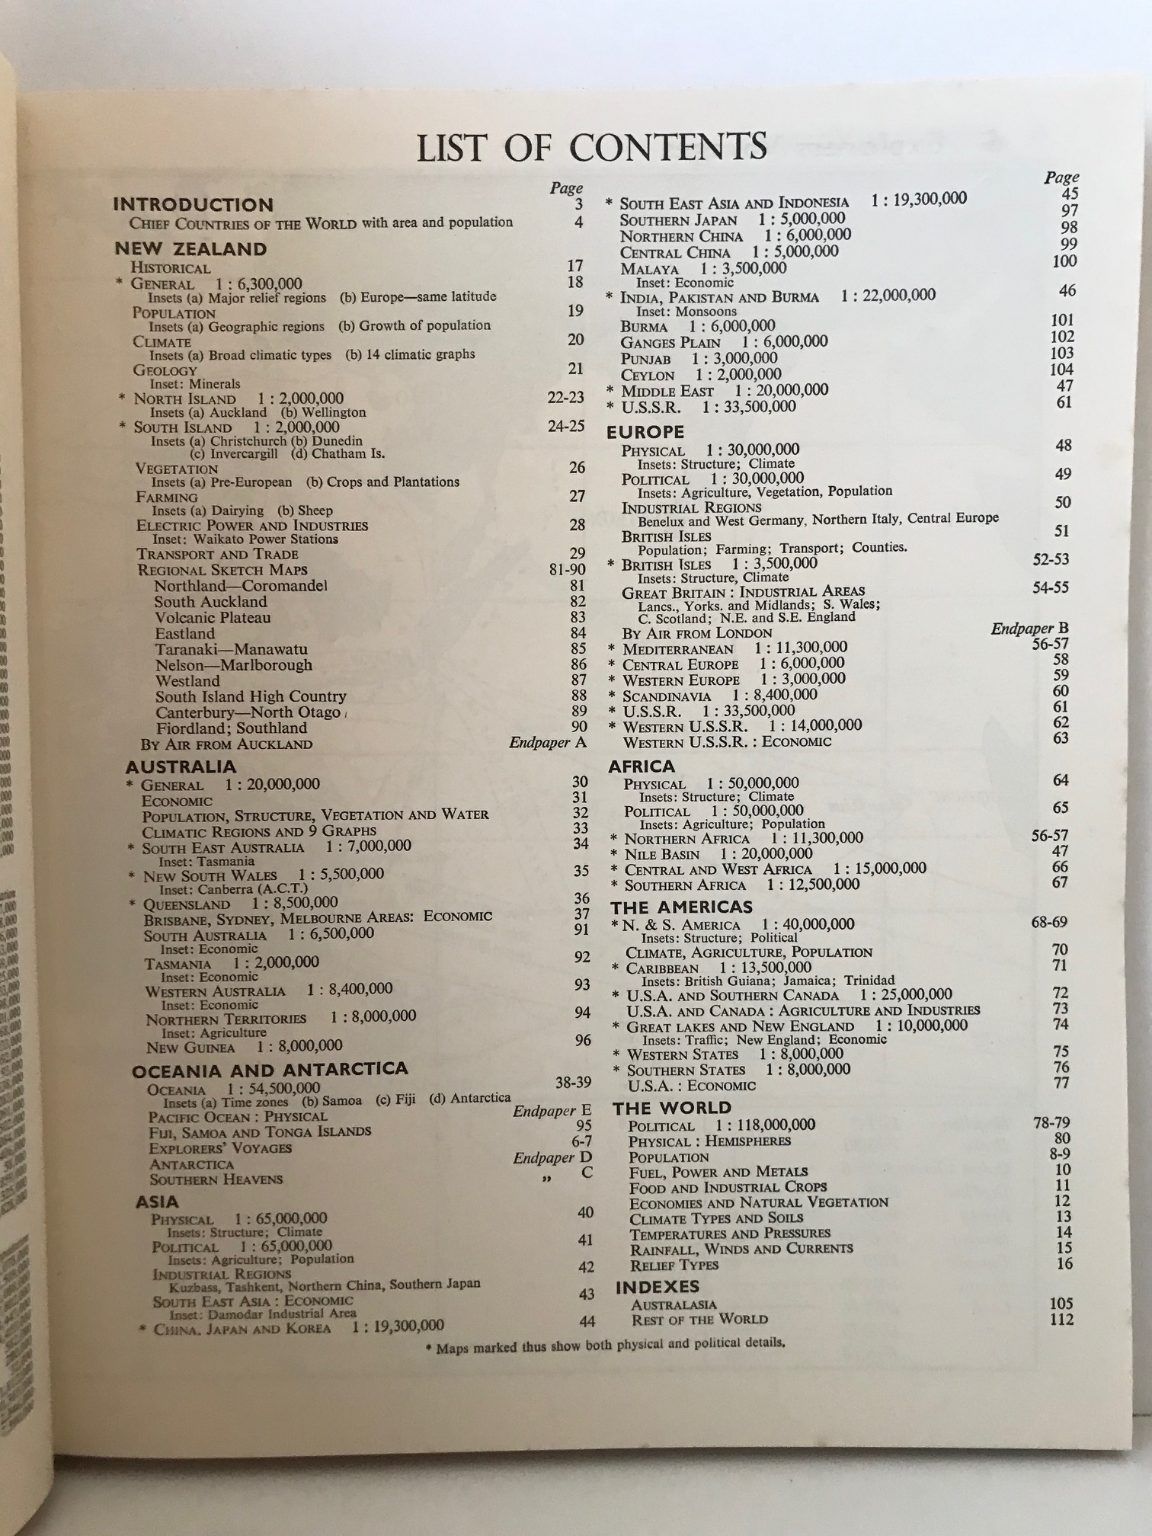 LIST OF CONTENTS
Page
INTRODUCTION 3
CHIEF COUNTRIES OF THE WORLD with area and population 4
NEW ZEALAND
HISTORICAL 17
* GENERAL 1 : 6,300,000 18
Insets (a) Major relief regions (b) Europe—same latitude
POPULATION 19
Insets (a) Geographic regions (b) Growth of population
CLIMATE 20
Insets (a) Broad climatic types (b) 14 climatic graphs
GEOLOGY 21
Inset: Minerals
* NORTH ISLAND 1 : 2,000,000 22-23
Insets (a) Auckland (b) Wellington
* SOUTH ISLAND 1 : 2,000,000 24-25
Insets (a) Christchurch (b) Dunedin
(c) Invercargill (d) Chatham Is.
VEGETATION 26
Insets (a) Pre-European (b) Crops and Plantations
FARMING 27
Insets (a) Dairying (b) Sheep
ELECTRIC POWER AND INDUSTRIES 28
Inset: Waikato Power Stations
TRANSPORT AND TRADE 29
REGIONAL SKETCH MAPS 81-90
Northland—Coromandel 81
South Auckland 82
Volcanic Plateau 83
Eastland 84
Taranaki—Manawatu 85
Nelson—Marlborough 86
Westland 87
South Island High Country 88
Canterbury—North Otago 89
Fiordland; Southland 90
BY AIR FROM AUCKLAND Endpaper A
AUSTRALIA
* GENERAL 1 : 20,000,000 30
ECONOMIC 31
POPULATION, STRUCTURE, VEGETATION AND WATER 32
CLIMATIC REGIONS AND 9 GRAPHS 33
* SOUTH EAST AUSTRALIA 1 : 7,000,000 34
Inset: Tasmania
* NEW SOUTH WALES 1 : 5,500,000 35
Inset: Canberra (A.C.T.)
* QUEENSLAND 1 : 8,500,000 36
BRISBANE, SYDNEY, MELBOURNE AREAS: ECONOMIC 37
SOUTH AUSTRALIA 1 : 6,500,000 91
Inset: Economic
TASMANIA 1 : 2,000,000 92
Inset: Economic
WESTERN AUSTRALIA 1 : 8,400,000 93
Inset: Economic
NORTHERN TERRITORIES 1 : 8,000,000 94
Inset: Agriculture
NEW GUINEA 1 : 8,000,000 96
OCEANIA AND ANTARCTICA
OCEANIA 1 : 54,500,000 38-39
Insets (a) Time zones (b) Samoa (c) Fiji (d) Antarctica
PACIFIC OCEAN : PHYSICAL Endpaper E
FIJI, SAMOA AND TONGA ISLANDS 95
EXPLORERS' VOYAGES 6-7
ANTARCTICA Endpaper D
SOUTHERN HEAVENS „ C
ASIA
PHYSICAL 1 : 65,000,000 40
Insets: Structure; Climate
POLITICAL 1 : 65,000,000 41
Insets: Agriculture; Population
INDUSTRIAL REGIONS 42
Kuzbass, Tashkent, Northern China, Southern Japan
SOUTH EAST ASIA : ECONOMIC 43
Inset: Damodar Industrial Area
* CHINA, JAPAN AND KOREA 1 : 19,300,000 44
Page
* SOUTH EAST ASIA AND INDONESIA 1 : 19,300,000 45
SOUTHERN JAPAN 1 : 5,000,000 97
NORTHERN CHINA 1 : 6,000,000 98
CENTRAL CHINA 1 : 5,000,000 99
MALAYA 1 : 3,500,000 100
Inset: Economic
* INDIA, PAKISTAN AND BURMA 1 : 22,000,000 46
Inset: Monsoons
BURMA 1 : 6,000,000 101
GANGES PLAIN 1 : 6,000,000 102
PUNJAB 1 : 3,000,000 103
CEYLON 1 : 2,000,000 104
* MIDDLE EAST 1 : 20,000,000 47
* U.S.S.R. 1 : 33,500,000 61
EUROPE
PHYSICAL 1 : 30,000,000 48
Insets: Structure; Climate
POLITICAL 1 : 30,000,000 49
Insets: Agriculture, Vegetation, Population
INDUSTRIAL REGIONS 50
Benelux and West Germany, Northern Italy, Central Europe
BRITISH ISLES 51
Population; Farming; Transport; Counties.
* BRITISH ISLES 1 : 3,500,000 52-53
Insets: Structure, Climate
GREAT BRITAIN : INDUSTRIAL AREAS 54-55
Lancs., Yorks. and Midlands; S. Wales;
C. Scotland; N.E. and S.E. England
BY AIR FROM LONDON Endpaper B
* MEDITERRANEAN 1 : 11,300,000 56-57
* CENTRAL EUROPE 1 : 6,000,000 58
* WESTERN EUROPE 1 : 3,000,000 59
* SCANDINAVIA 1 : 8,400,000 60
* U.S.S.R. 1 : 33,500,000 61
* WESTERN U.S.S.R. 1 : 14,000,000 62
WESTERN U.S.S.R. : ECONOMIC 63
AFRICA
PHYSICAL 1 : 50,000,000 64
Insets: Structure; Climate
POLITICAL 1 : 50,000,000 65
Insets: Agriculture; Population
* NORTHERN AFRICA 1 : 11,300,000 56-57
* NILE BASIN 1 : 20,000,000 47
* CENTRAL AND WEST AFRICA 1 : 15,000,000 66
* SOUTHERN AFRICA 1 : 12,500,000 67
THE AMERICAS
* N. & S. AMERICA 1 : 40,000,000 68-69
Insets: Structure; Political
CLIMATE, AGRICULTURE, POPULATION 70
* CARIBBEAN 1 : 13,500,000 71
Insets: British Guiana; Jamaica; Trinidad
* U.S.A. AND SOUTHERN CANADA 1 : 25,000,000 72
U.S.A. AND CANADA : AGRICULTURE AND INDUSTRIES 73
* GREAT LAKES AND NEW ENGLAND 1 : 10,000,000 74
Insets: Traffic; New England; Economic
* WESTERN STATES 1 : 8,000,000 75
* SOUTHERN STATES 1 : 8,000,000 76
U.S.A. : ECONOMIC 77
THE WORLD
POLITICAL 1 : 118,000,000 78-79
PHYSICAL : HEMISPHERES 80
POPULATION 8-9
FUEL, POWER AND METALS 10
FOOD AND INDUSTRIAL CROPS 11
ECONOMIES AND NATURAL VEGETATION 12
CLIMATE TYPES AND SOILS 13
TEMPERATURES AND PRESSURES 14
RAINFALL, WINDS AND CURRENTS 15
RELIEF TYPES 16
INDEXES
AUSTRALASIA 105
REST OF THE WORLD 112
* Maps marked thus show both physical and political details.